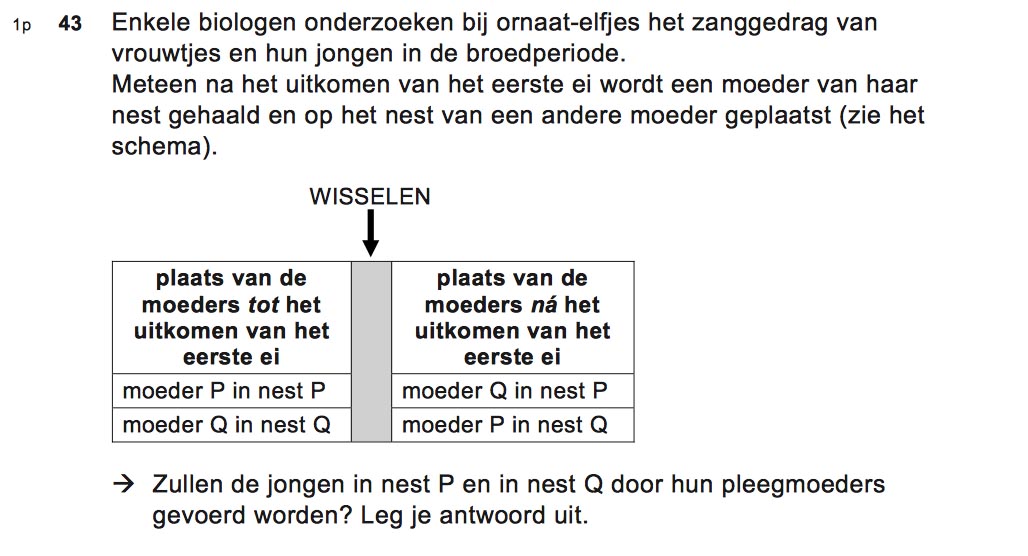 1p 43 Enkele biologen onderzoeken bij ornaat-elfjes het zanggedrag van
vrouwtjes en hun jongen in de broedperiode.
Meteen na het uitkomen van het eerste ei wordt een moeder van haar
nest gehaald en op het nest van een andere moeder geplaatst (zie het
schema).
WISSELEN
plaats van de
moeders tot het
uitkomen van het
eerste ei
plaats van de
moeders ná het
uitkomen van het
eerste ei
moeder P in nest P
moeder Q in nest P
moeder Q in nest Q
moeder P in nest Q
→ Zullen de jongen in nest P en in nest Q door hun pleegmoeders
gevoerd worden? Leg je antwoord uit.